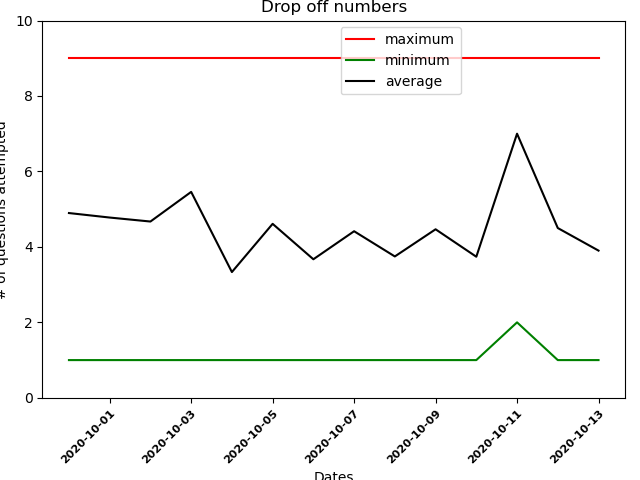 Drop off numbers
maximum
minimum
average
# of questions attempted
10
8
6
4
2
0
2020-10-01
2020-10-03
2020-10-05
2020-10-07
2020-10-09
2020-10-11
2020-10-13
Dates